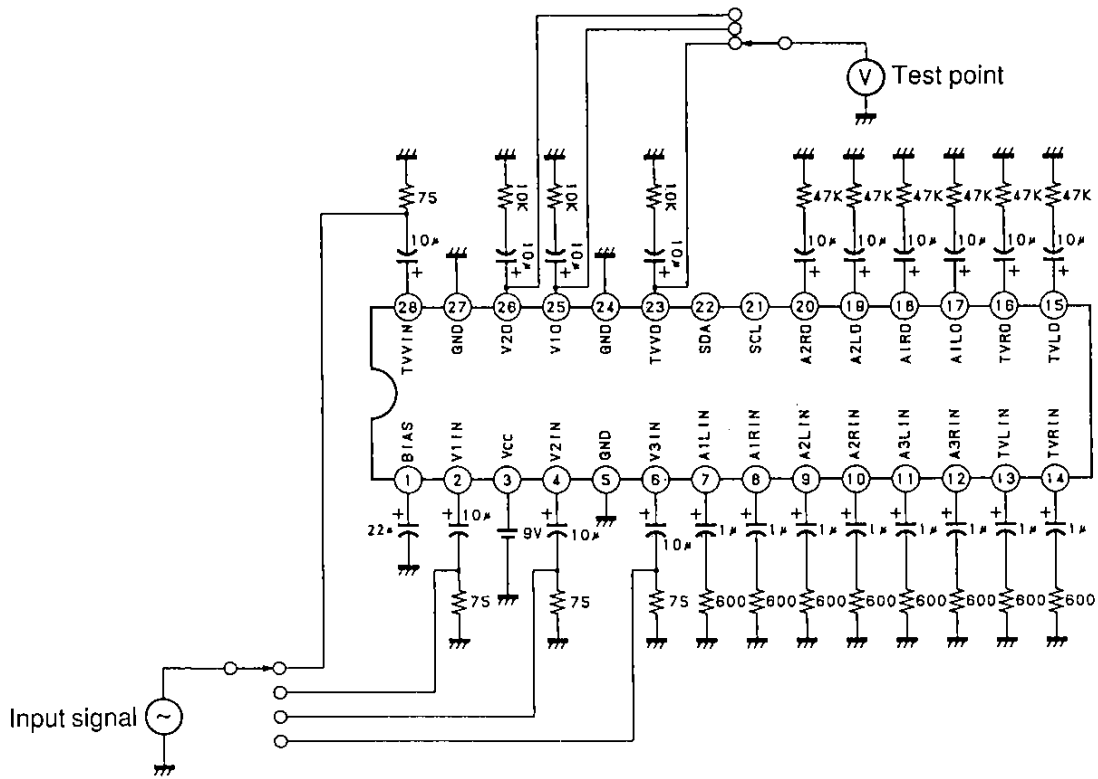 V Test point
75 10K 10K 10K 47K 47K 47K 47K 47K 47K
10μ 10μ 10μ 10μ 10μ 10μ 10μ 10μ 10μ 10μ
+ + + + + + + + + +
28 27 26 25 24 23 22 21 20 19 18 17 16 15
TVVIN GND V2O V1O GND TVVO SDA SCL A2RO A2LO A1RO A1LO TVRO TVLO
BIAS V1IN Vcc V2IN GND V3IN A1LIN A1RIN A2LIN A2RIN A3LIN A3RIN TVLIN TVRIN
1 2 3 4 5 6 7 8 9 10 11 12 13 14
+ + + + + + + + + + + +
22μ 10μ 9V 10μ 10μ 1μ 1μ 1μ 1μ 1μ 1μ 1μ 1μ
75 75 75 600 600 600 600 600 600 600 600
Input signal ~